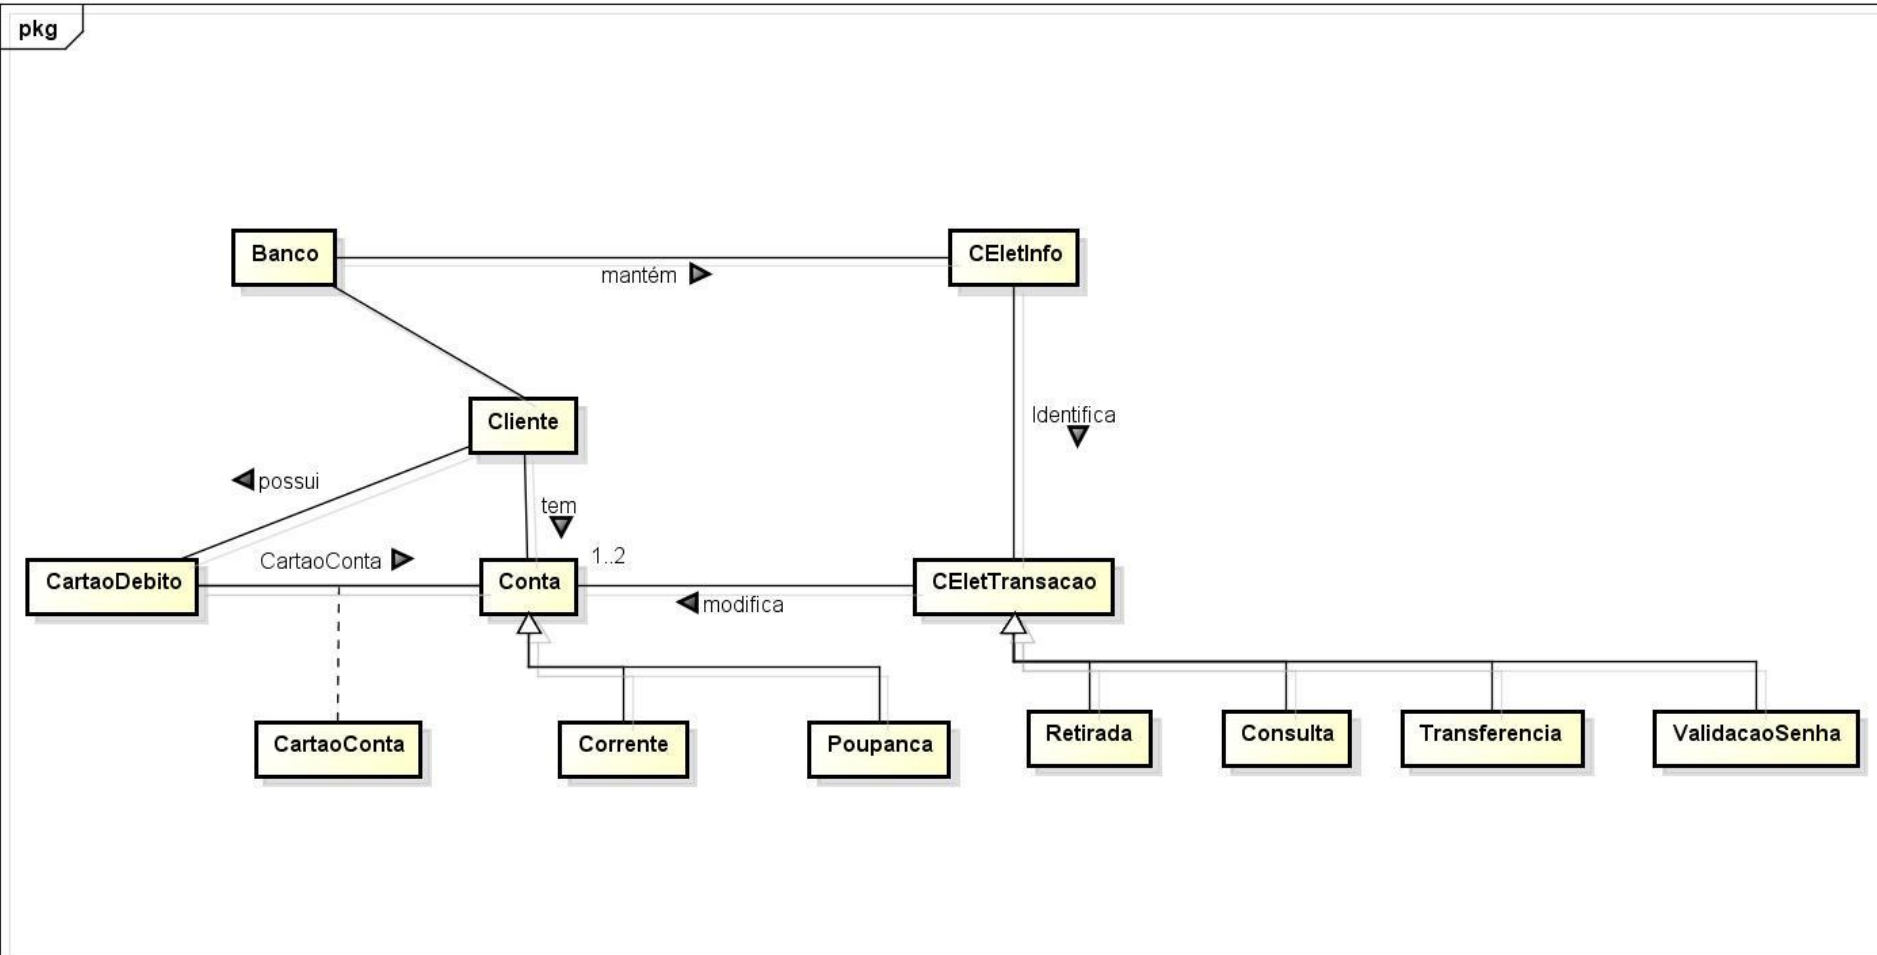 pkg
Banco
CEletInfo
mantém
Cliente
Identifica
possui
tem
CartaoConta
1..2
CartaoDebito
Conta
CEletTransacao
modifica
CartaoConta
Corrente
Poupanca
Retirada
Consulta
Transferencia
ValidacaoSenha